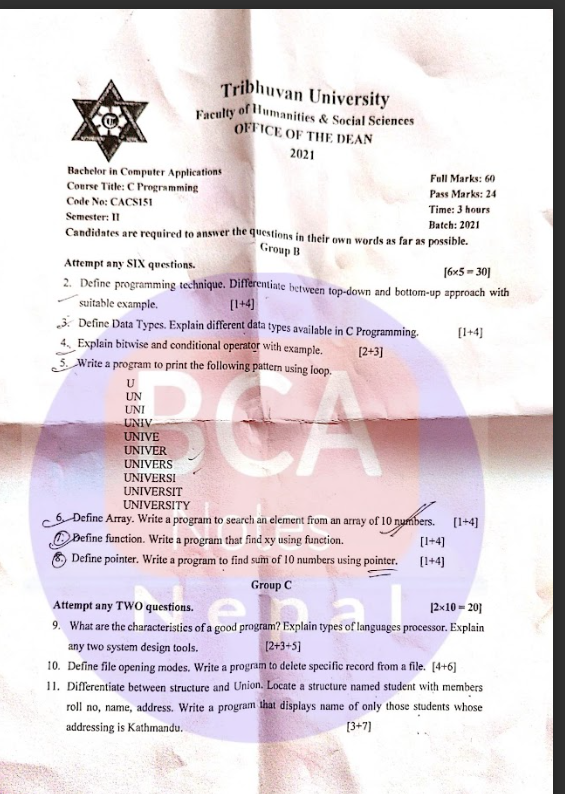 Tribhuvan University
Faculty of Humanities & Social Sciences
OFFICE OF THE DEAN
2021
Bachelor in Computer Applications
Course Title: C Programming
Code No: CACS151
Semester: II
Full Marks: 60
Pass Marks: 24
Time: 3 hours
Batch: 2021
Candidates are required to answer the questions in their own words as far as possible.
Group B
Attempt any SIX questions. [6×5 = 30]
2. Define programming technique. Differentiate between top-down and bottom-up approach with
suitable example. [1+4]
3. Define Data Types. Explain different data types available in C Programming. [1+4]
4. Explain bitwise and conditional operator with example. [2+3]
5. Write a program to print the following pattern using loop.
U
UN
UNI
UNIV
UNIVE
UNIVER
UNIVERS
UNIVERSI
UNIVERSIT
UNIVERSITY
6. Define Array. Write a program to search an element from an array of 10 numbers. [1+4]
7. Define function. Write a program that find xy using function. [1+4]
8. Define pointer. Write a program to find sum of 10 numbers using pointer. [1+4]
Group C
Attempt any TWO questions. [2×10 = 20]
9. What are the characteristics of a good program? Explain types of languages processor. Explain
any two system design tools. [2+3+5]
10. Define file opening modes. Write a program to delete specific record from a file. [4+6]
11. Differentiate between structure and Union. Locate a structure named student with members
roll no, name, address. Write a program that displays name of only those students whose
addressing is Kathmandu. [3+7]
BCA
Notes
Nepal